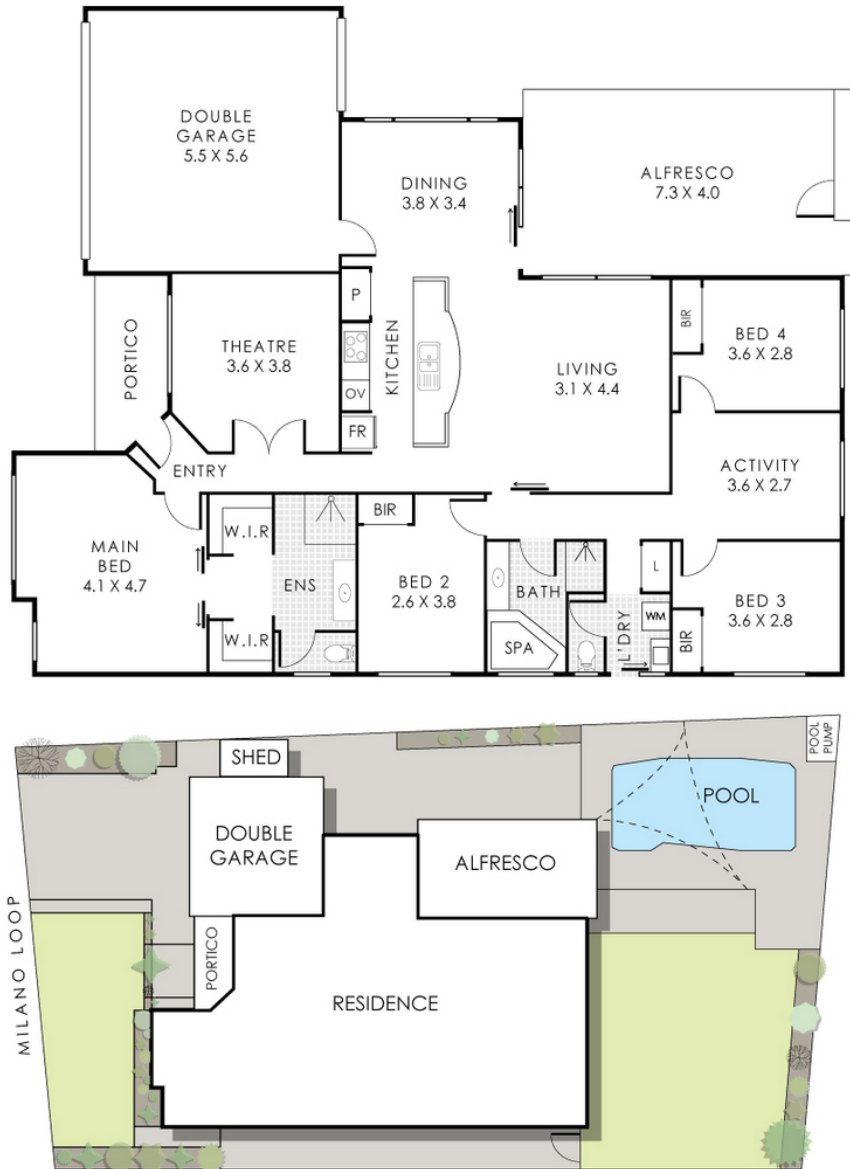 DOUBLE
GARAGE
5.5 X 5.6
DINING
3.8 X 3.4
ALFRESCO
7.3 X 4.0
PORTICO
THEATRE
3.6 X 3.8
P
KITCHEN
OV
FR
LIVING
3.1 X 4.4
BIR
BED 4
3.6 X 2.8
ENTRY
ACTIVITY
3.6 X 2.7
MAIN
BED
4.1 X 4.7
W.I.R
W.I.R
ENS
BIR
BED 2
2.6 X 3.8
BATH
SPA
L
L'DRY
WM
BIR
BED 3
3.6 X 2.8
SHED
POOL
PUMP
POOL
DOUBLE
GARAGE
ALFRESCO
MILANO LOOP
PORTICO
RESIDENCE